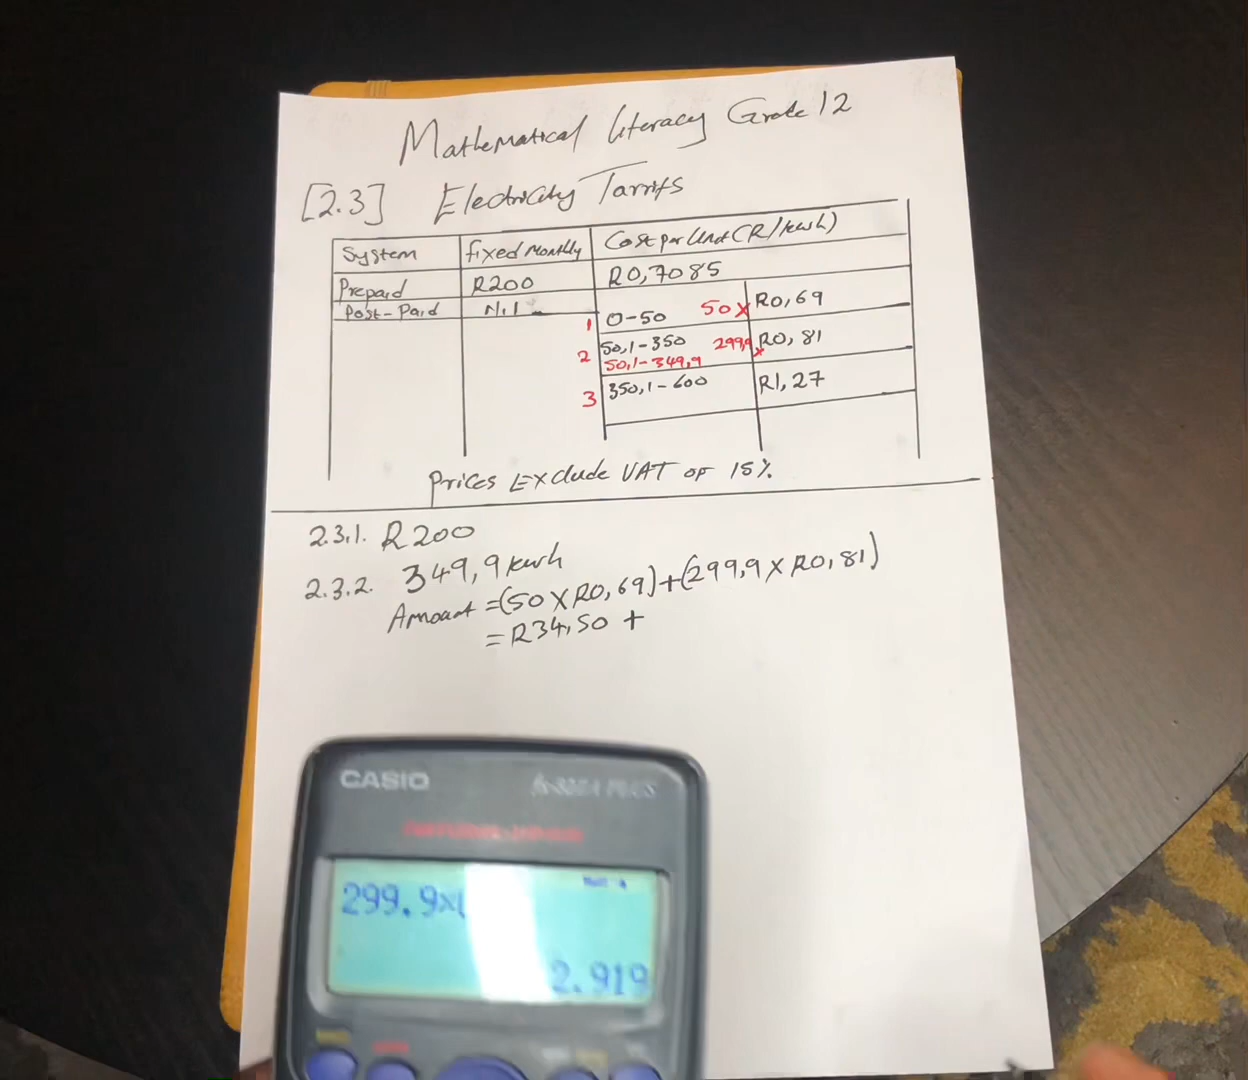 Mathematical literacy Grade 12
[2.3] Electricity Tarrifs
System fixed Monthly Cost per Unit (R/kwh)
Prepaid R200 R0,7085
Post-Paid Nil
1 0-50 50x R0,69
2 50,1-350 299,9x R0,81
50,1-349,9
3 350,1-600 R1,27
Prices Exclude VAT of 15%
2.3.1. R200
2.3.2. 349,9 kwh
Amount =(50 X R0,69)+(299,9 X R0,81)
= R34,50 +
CASIO
299.9x
2.919